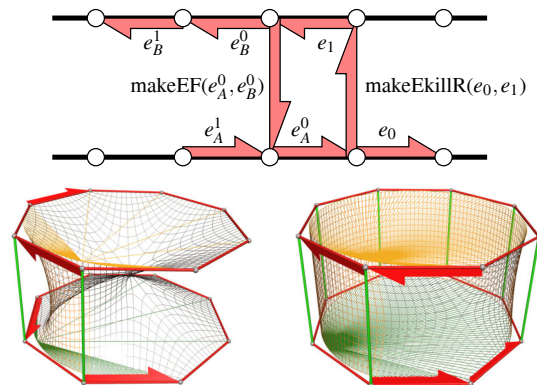 e_B^1 e_B^0 e_1
makeEF(e_A^0, e_B^0) makeEkillR(e_0, e_1)
e_A^1 e_A^0 e_0